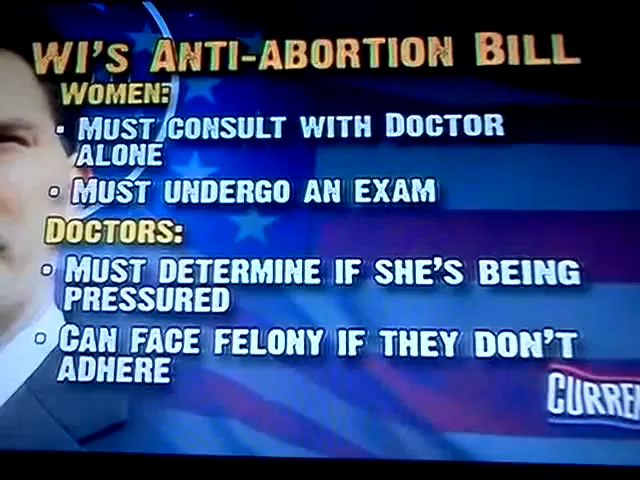 WI'S ANTI-ABORTION BILL
WOMEN:
• MUST CONSULT WITH DOCTOR
ALONE
• MUST UNDERGO AN EXAM
DOCTORS:
• MUST DETERMINE IF SHE'S BEING
PRESSURED
• CAN FACE FELONY IF THEY DON'T
ADHERE